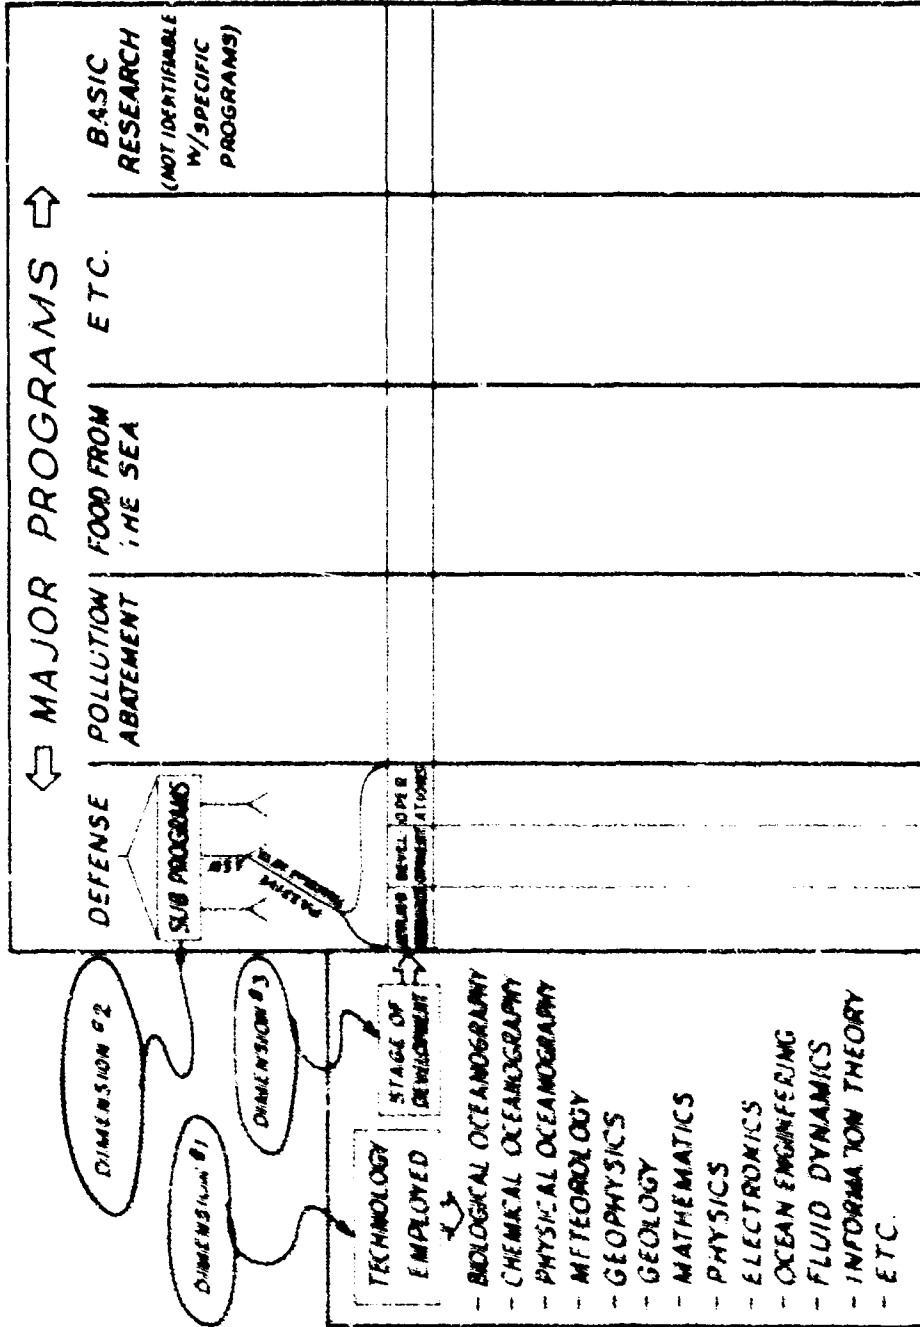 MAJOR PROGRAMS
DEFENSE
POLLUTION
ABATEMENT
FOOD FROM
THE SEA
ETC.
BASIC
RESEARCH
(NOT IDENTIFIABLE
W/SPECIFIC
PROGRAMS)
DIMENSION #2
SUB PROGRAMS
ASW
PASSIVE
DIMENSION #1
DIMENSION #3
TECHNOLOGY
EMPLOYED
STAGE OF
DEVELOPMENT
- BIOLOGICAL OCEANOGRAPHY
- CHEMICAL OCEANOGRAPHY
- PHYSICAL OCEANOGRAPHY
- METEOROLOGY
- GEOPHYSICS
- GEOLOGY
- MATHEMATICS
- PHYSICS
- ELECTRONICS
- OCEAN ENGINEERING
- FLUID DYNAMICS
- INFORMATION THEORY
- ETC.